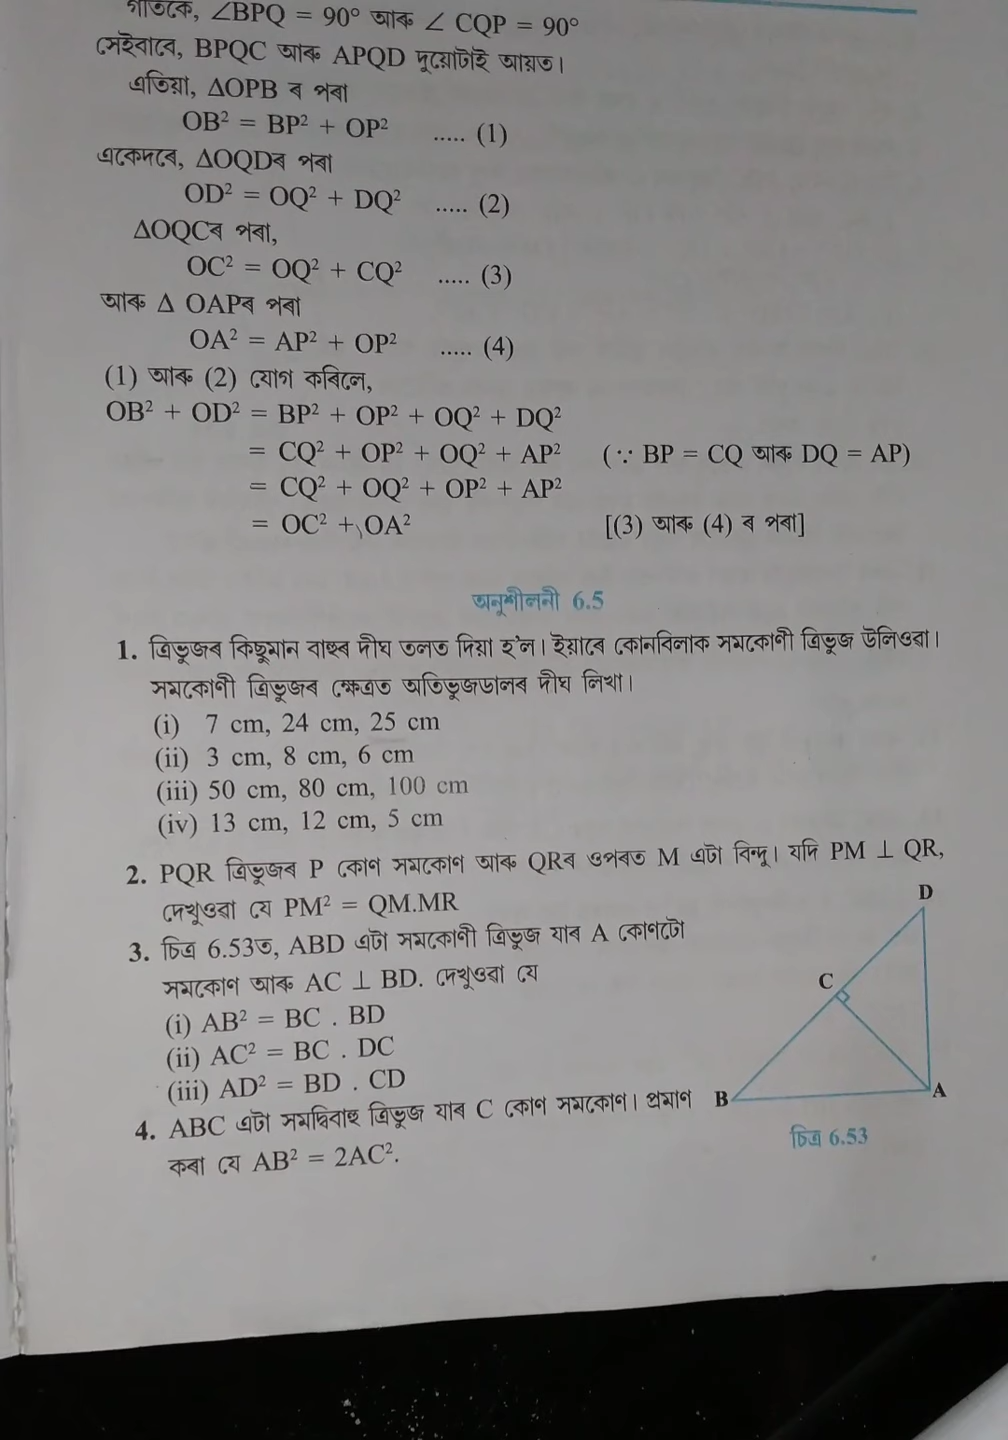 গতিকে, ∠BPQ = 90° আৰু ∠ CQP = 90°
সেইবাবে, BPQC আৰু APQD দুয়োটাই আয়ত।
এতিয়া, ΔOPB ৰ পৰা
OB² = BP² + OP² ..... (1)
একেদৰে, ΔOQDৰ পৰা
OD² = OQ² + DQ² ..... (2)
ΔOQCৰ পৰা,
OC² = OQ² + CQ² ..... (3)
আৰু Δ OAPৰ পৰা
OA² = AP² + OP² ..... (4)
(1) আৰু (2) যোগ কৰিলে,
OB² + OD² = BP² + OP² + OQ² + DQ²
= CQ² + OP² + OQ² + AP² (∵ BP = CQ আৰু DQ = AP)
= CQ² + OQ² + OP² + AP²
= OC² + OA² [(3) আৰু (4) ৰ পৰা]
অনুশীলনী 6.5
1. ত্ৰিভুজৰ কিছুমান বাহুৰ দীঘ তলত দিয়া হ'ল। ইয়াৰে কোনবিলাক সমকোণী ত্ৰিভুজ উলিওৱা।
সমকোণী ত্ৰিভুজৰ ক্ষেত্ৰত অতিভুজডালৰ দীঘ লিখা।
(i) 7 cm, 24 cm, 25 cm
(ii) 3 cm, 8 cm, 6 cm
(iii) 50 cm, 80 cm, 100 cm
(iv) 13 cm, 12 cm, 5 cm
2. PQR ত্ৰিভুজৰ P কোণ সমকোণ আৰু QRৰ ওপৰত M এটা বিন্দু। যদি PM ⊥ QR,
দেখুওৱা যে PM² = QM.MR
3. চিত্ৰ 6.53ত, ABD এটা সমকোণী ত্ৰিভুজ যাৰ A কোণটো
সমকোণ আৰু AC ⊥ BD. দেখুওৱা যে
(i) AB² = BC . BD
(ii) AC² = BC . DC
(iii) AD² = BD . CD
4. ABC এটা সমদ্বিবাহু ত্ৰিভুজ যাৰ C কোণ সমকোণ। প্ৰমাণ
কৰা যে AB² = 2AC².
D
C
B
A
চিত্ৰ 6.53